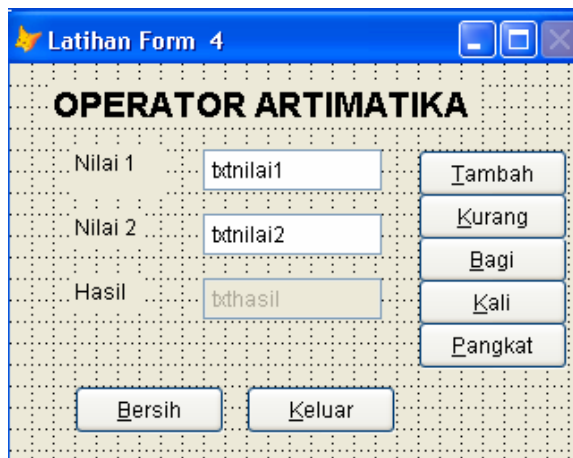 Latihan Form 4
OPERATOR ARTIMATIKA
Nilai 1
txtnilai1
Tambah
Nilai 2
txtnilai2
Kurang
Bagi
Hasil
txthasil
Kali
Pangkat
Bersih
Keluar